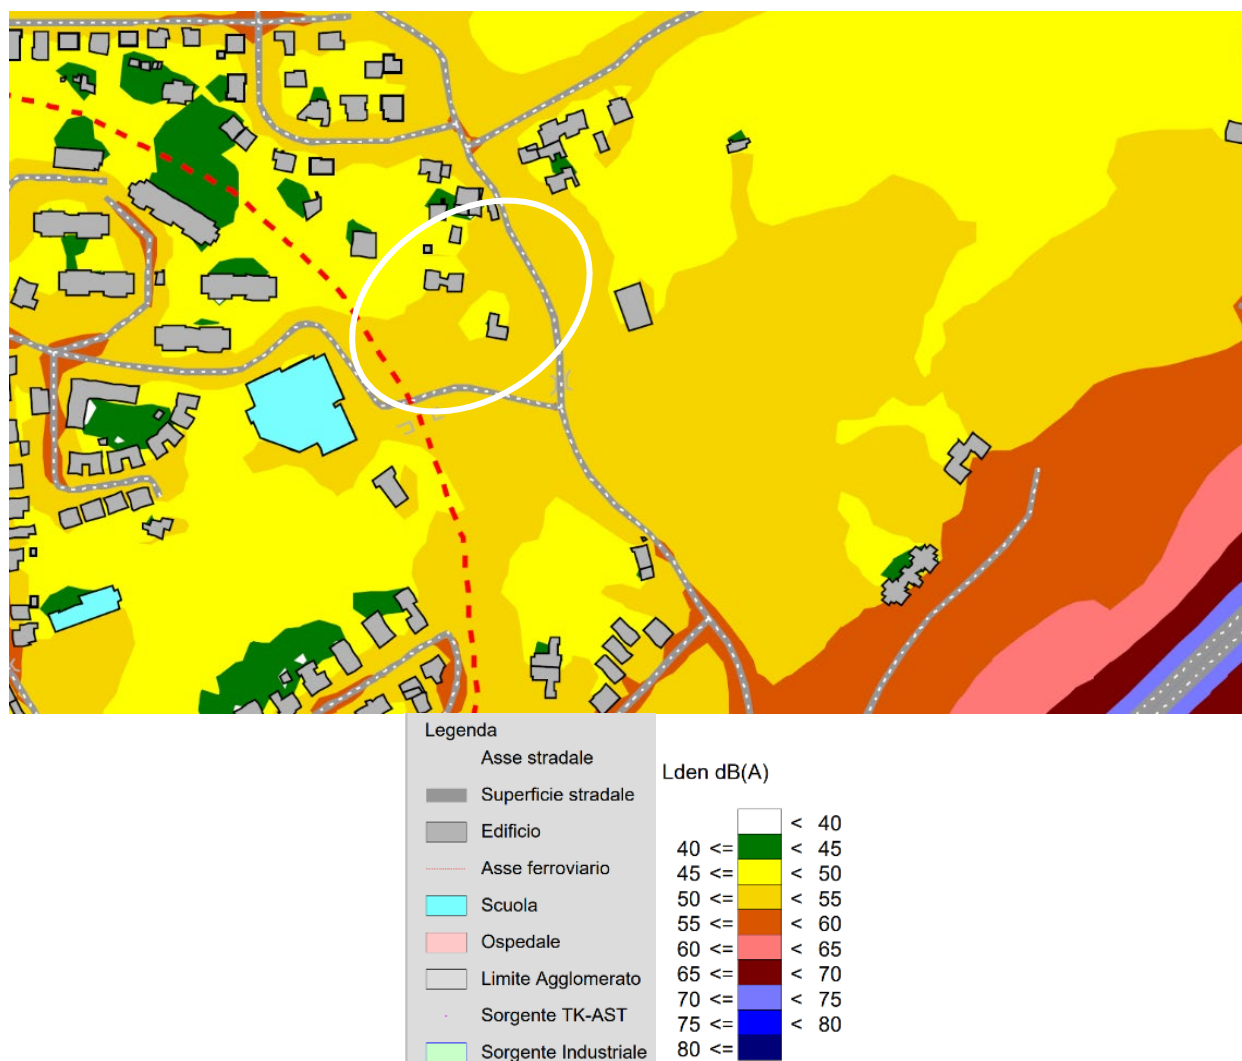 Legenda
Asse stradale
Superficie stradale
Edificio
Asse ferroviario
Scuola
Ospedale
Limite Agglomerato
Sorgente TK-AST
Sorgente Industriale
Lden dB(A)
< 40
40 <= < 45
45 <= < 50
50 <= < 55
55 <= < 60
60 <= < 65
65 <= < 70
70 <= < 75
75 <= < 80
80 <=